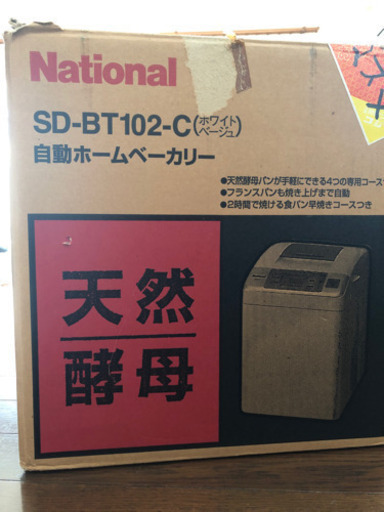 National
SD-BT102-C(ホワイトベージュ)
自動ホームベーカリー
●天然酵母パンが手軽にできる4つの専用コース
●フランスパンも焼き上げまで自動
●2時間で焼ける食パン早焼きコースつき
天然
酵母